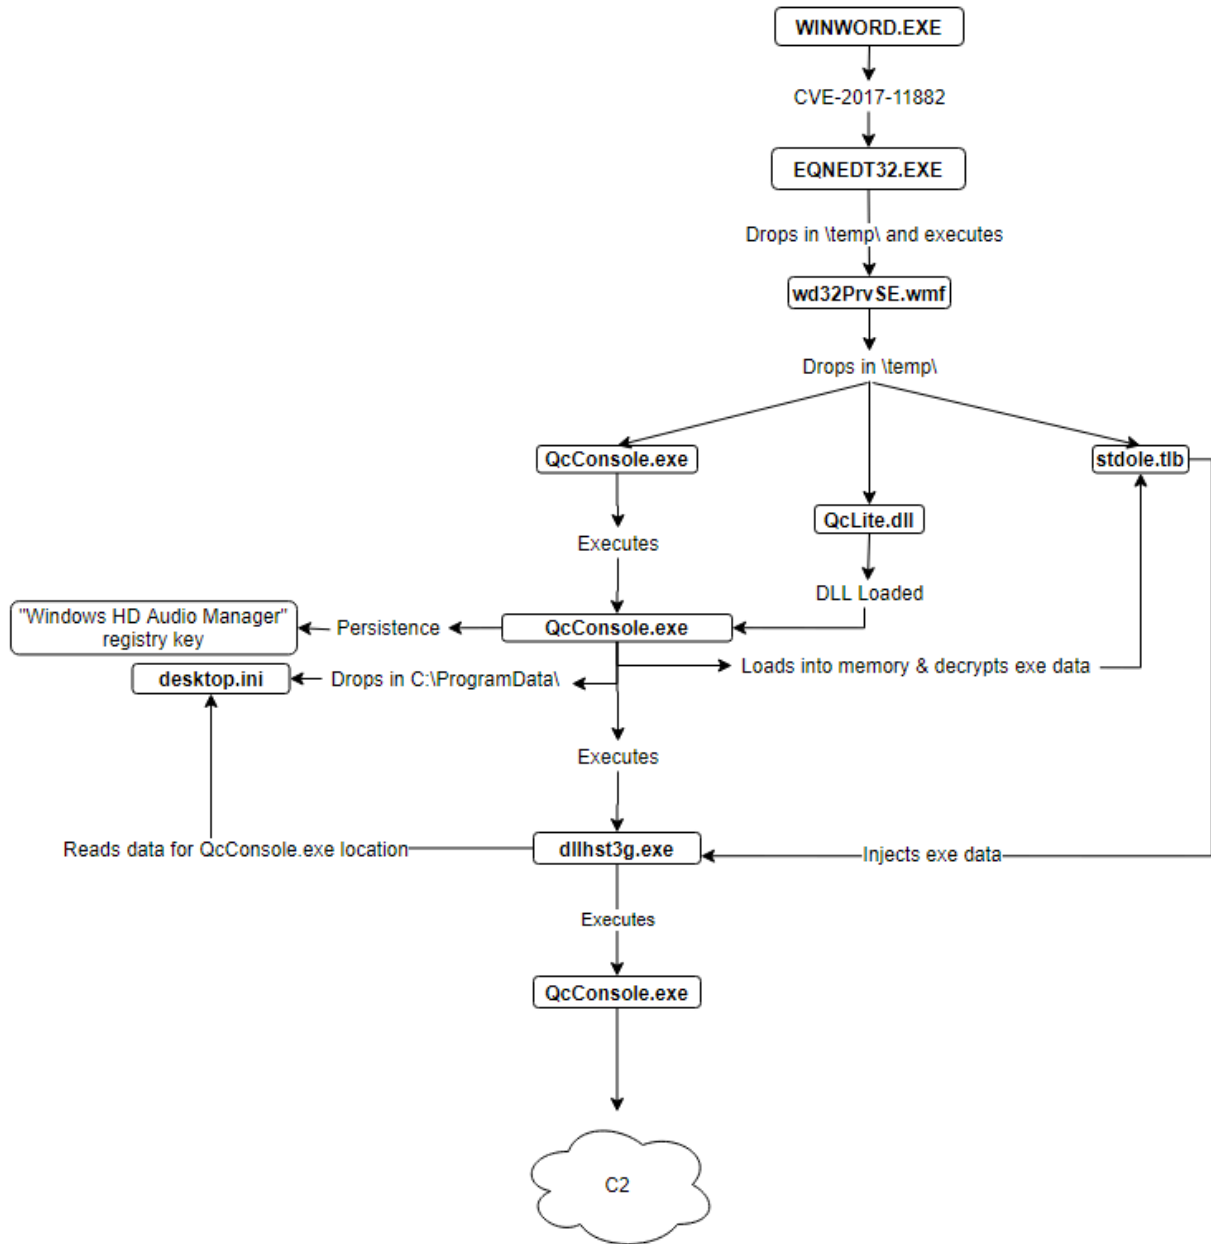 WINWORD.EXE
CVE-2017-11882
EQNEDT32.EXE
Drops in \temp\ and executes
wd32PrvSE.wmf
Drops in \temp\
QcConsole.exe
stdole.tlb
QcLite.dll
Executes
DLL Loaded
"Windows HD Audio Manager"
registry key
Persistence
QcConsole.exe
Loads into memory & decrypts exe data
desktop.ini
Drops in C:\ProgramData\
Executes
Reads data for QcConsole.exe location
dllhst3g.exe
Injects exe data
Executes
QcConsole.exe
C2